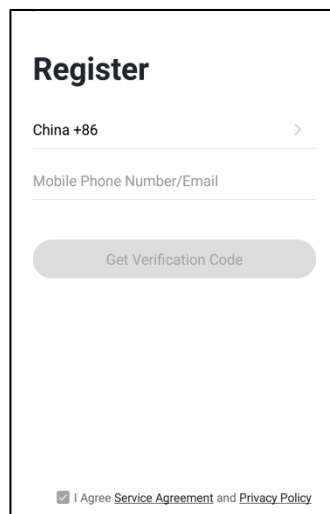 Register
China +86
Mobile Phone Number/Email
Get Verification Code
I Agree Service Agreement and Privacy Policy